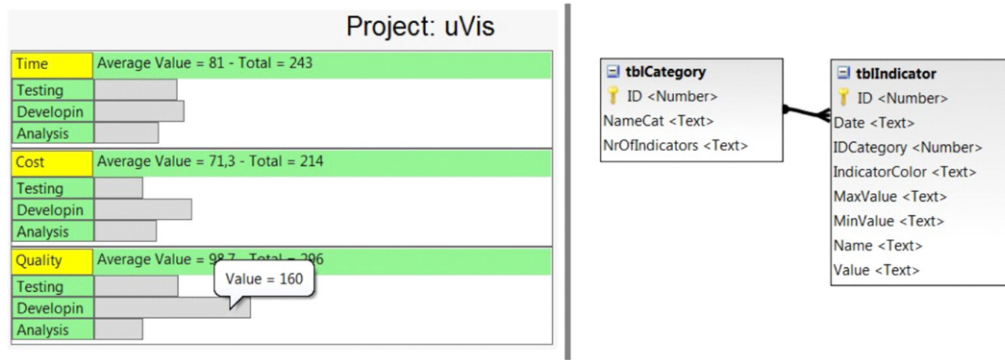 Project: uVis
Time Average Value = 81 - Total = 243
Testing
Developin
Analysis
Cost Average Value = 71,3 - Total = 214
Testing
Developin
Analysis
Quality Average Value = 98,7 - Total = 296
Testing
Value = 160
Developin
Analysis
tblCategory
ID <Number>
NameCat <Text>
NrOfIndicators <Text>
tblIndicator
ID <Number>
Date <Text>
IDCategory <Number>
IndicatorColor <Text>
MaxValue <Text>
MinValue <Text>
Name <Text>
Value <Text>